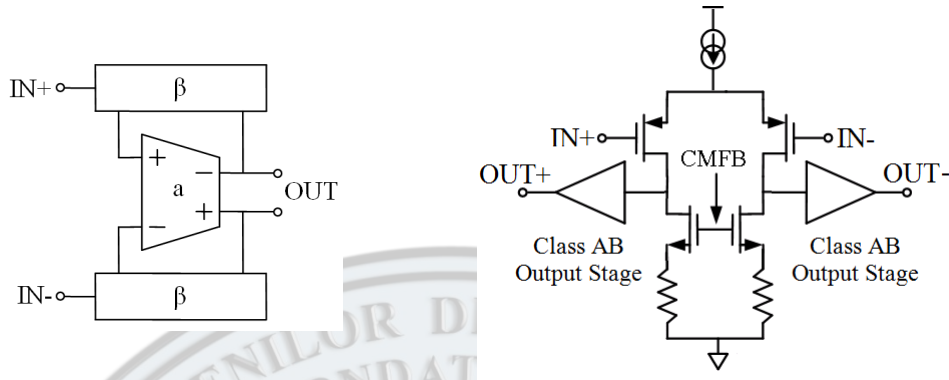 IN+
β
+
−
a
OUT
−
+
IN-
β
IN+
IN-
CMFB
OUT+
OUT-
Class AB
Output Stage
Class AB
Output Stage